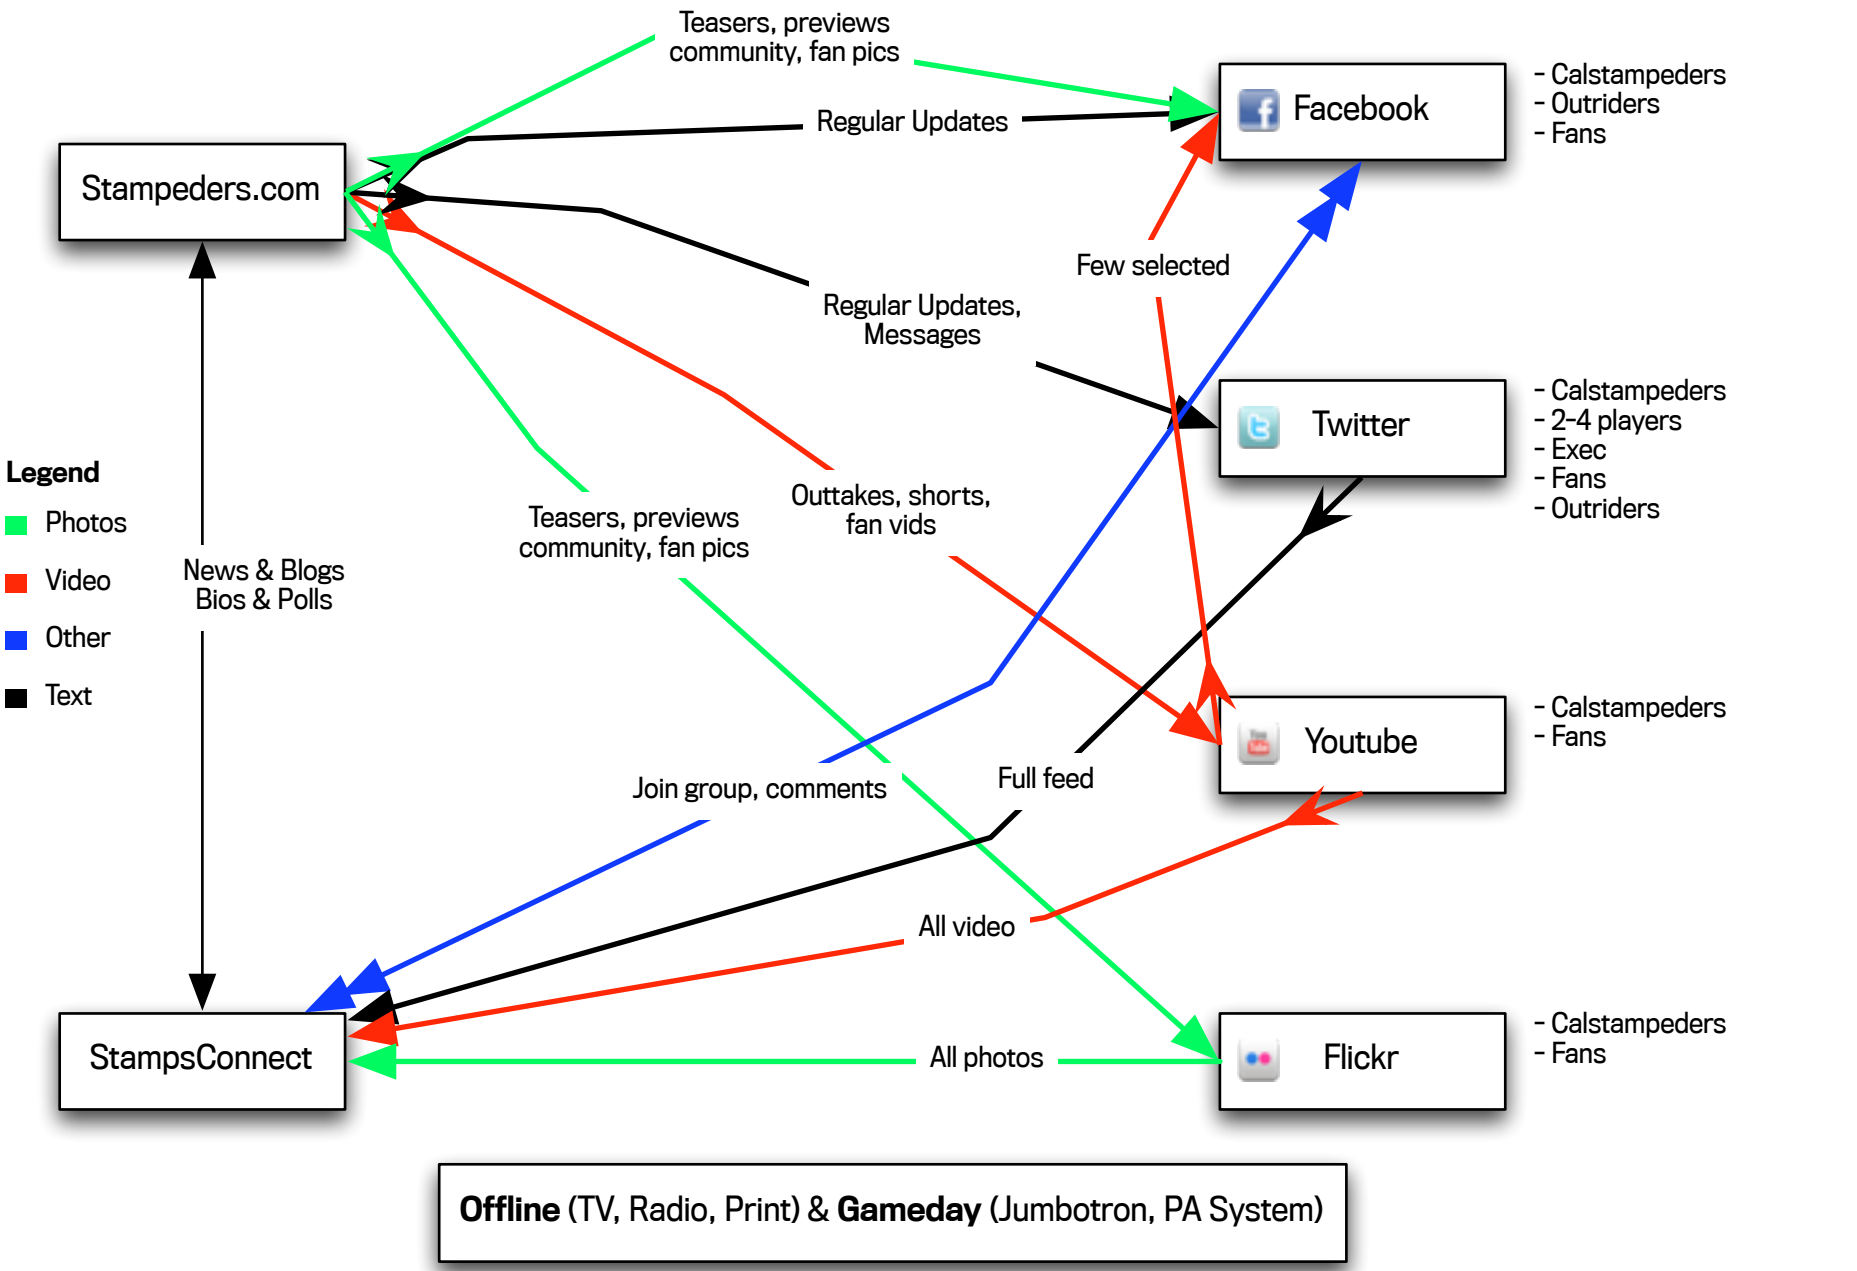 Teasers, previews
community, fan pics
Regular Updates
Facebook
- Calstampeders
- Outriders
- Fans
Stampeders.com
Few selected
Regular Updates,
Messages
Twitter
- Calstampeders
- 2-4 players
- Exec
- Fans
- Outriders
Legend
Photos
Video
Other
Text
News & Blogs
Bios & Polls
Teasers, previews
community, fan pics
Outtakes, shorts,
fan vids
You
Tube
Youtube
- Calstampeders
- Fans
Join group, comments
Full feed
All video
StampsConnect
All photos
Flickr
- Calstampeders
- Fans
Offline (TV, Radio, Print) & Gameday (Jumbotron, PA System)